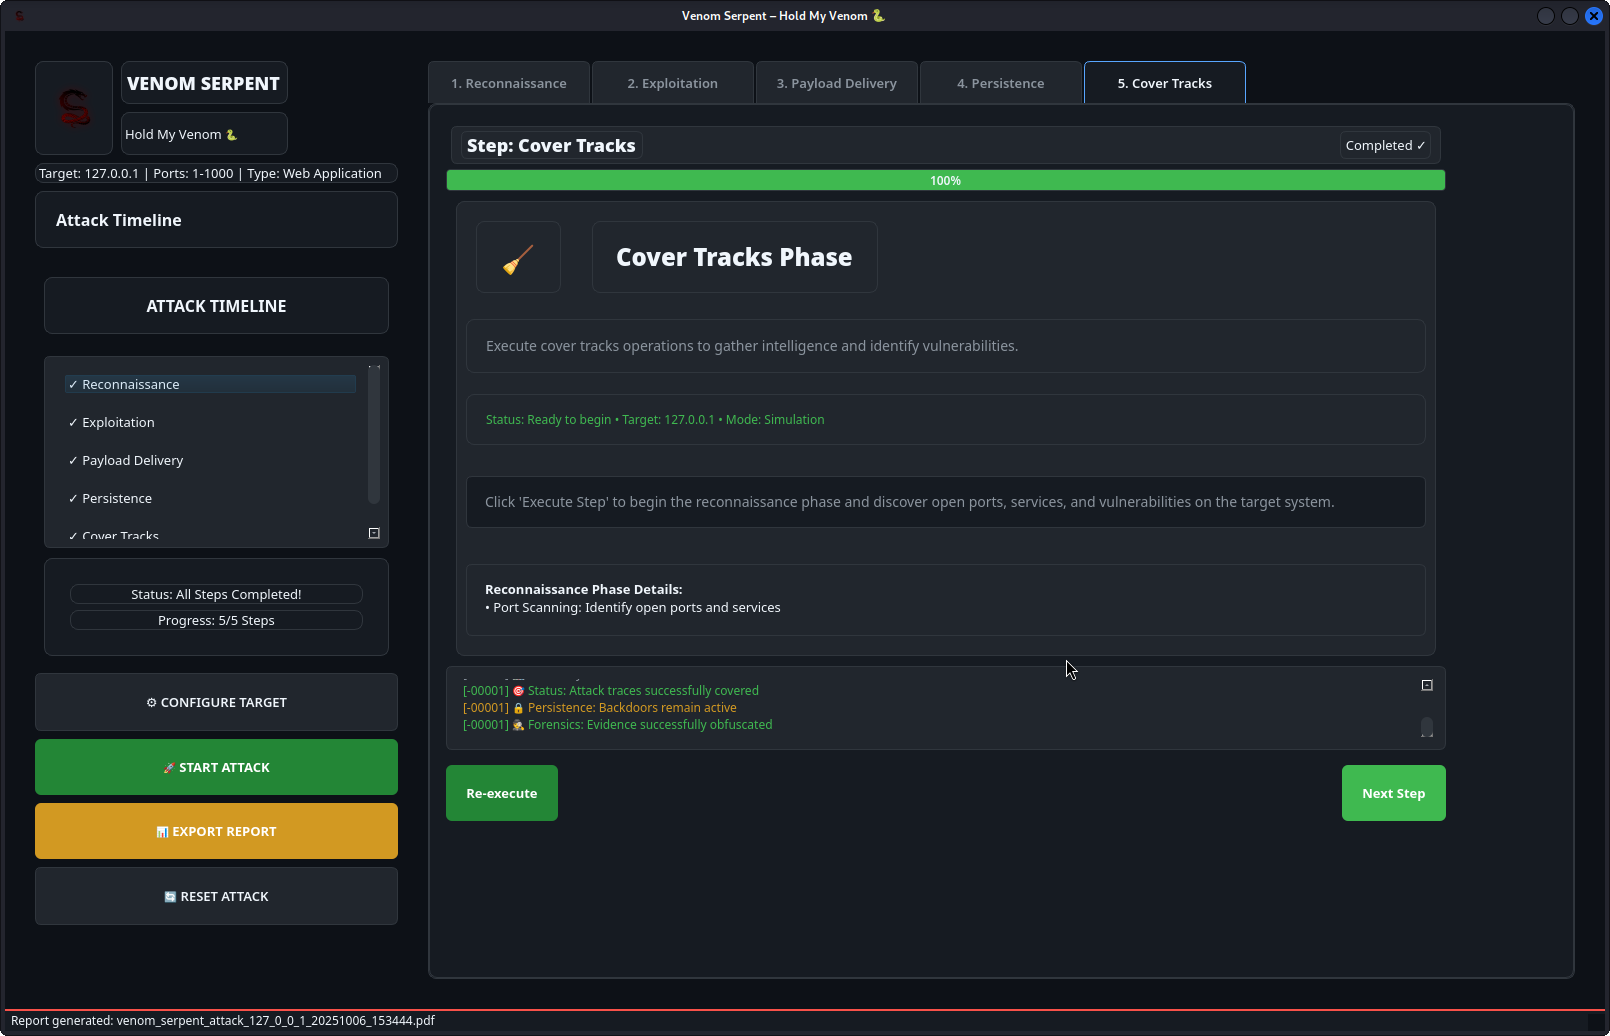 Venom Serpent – Hold My Venom 🐍
VENOM SERPENT
Hold My Venom 🐍
Target: 127.0.0.1 | Ports: 1-1000 | Type: Web Application
Attack Timeline
ATTACK TIMELINE
✓ Reconnaissance
✓ Exploitation
✓ Payload Delivery
✓ Persistence
✓ Cover Tracks
Status: All Steps Completed!
Progress: 5/5 Steps
⚙ CONFIGURE TARGET
🚀 START ATTACK
📊 EXPORT REPORT
🔄 RESET ATTACK
1. Reconnaissance
2. Exploitation
3. Payload Delivery
4. Persistence
5. Cover Tracks
Step: Cover Tracks
Completed ✓
100%
🧹 Cover Tracks Phase
Execute cover tracks operations to gather intelligence and identify vulnerabilities.
Status: Ready to begin • Target: 127.0.0.1 • Mode: Simulation
Click 'Execute Step' to begin the reconnaissance phase and discover open ports, services, and vulnerabilities on the target system.
Reconnaissance Phase Details:
• Port Scanning: Identify open ports and services
[-00001] 🎯 Status: Attack traces successfully covered
[-00001] 🔒 Persistence: Backdoors remain active
[-00001] 🕵 Forensics: Evidence successfully obfuscated
Re-execute
Next Step
Report generated: venom_serpent_attack_127_0_0_1_20251006_153444.pdf